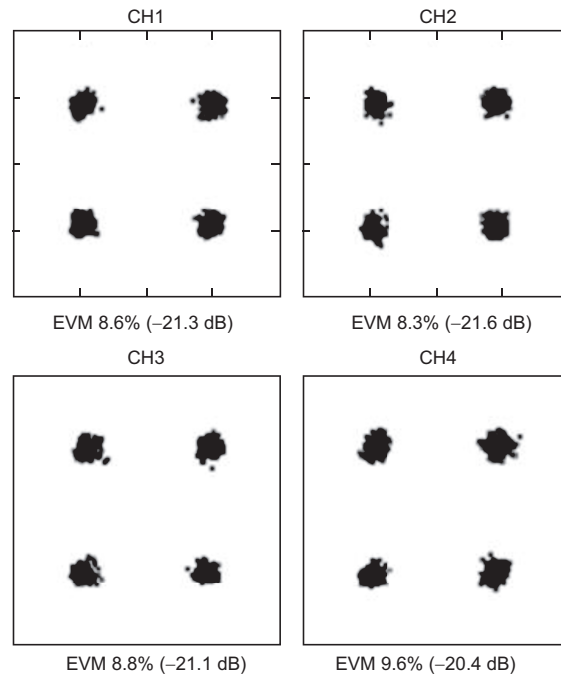 CH1
CH2
EVM 8.6% (−21.3 dB)
EVM 8.3% (−21.6 dB)
CH3
CH4
EVM 8.8% (−21.1 dB)
EVM 9.6% (−20.4 dB)